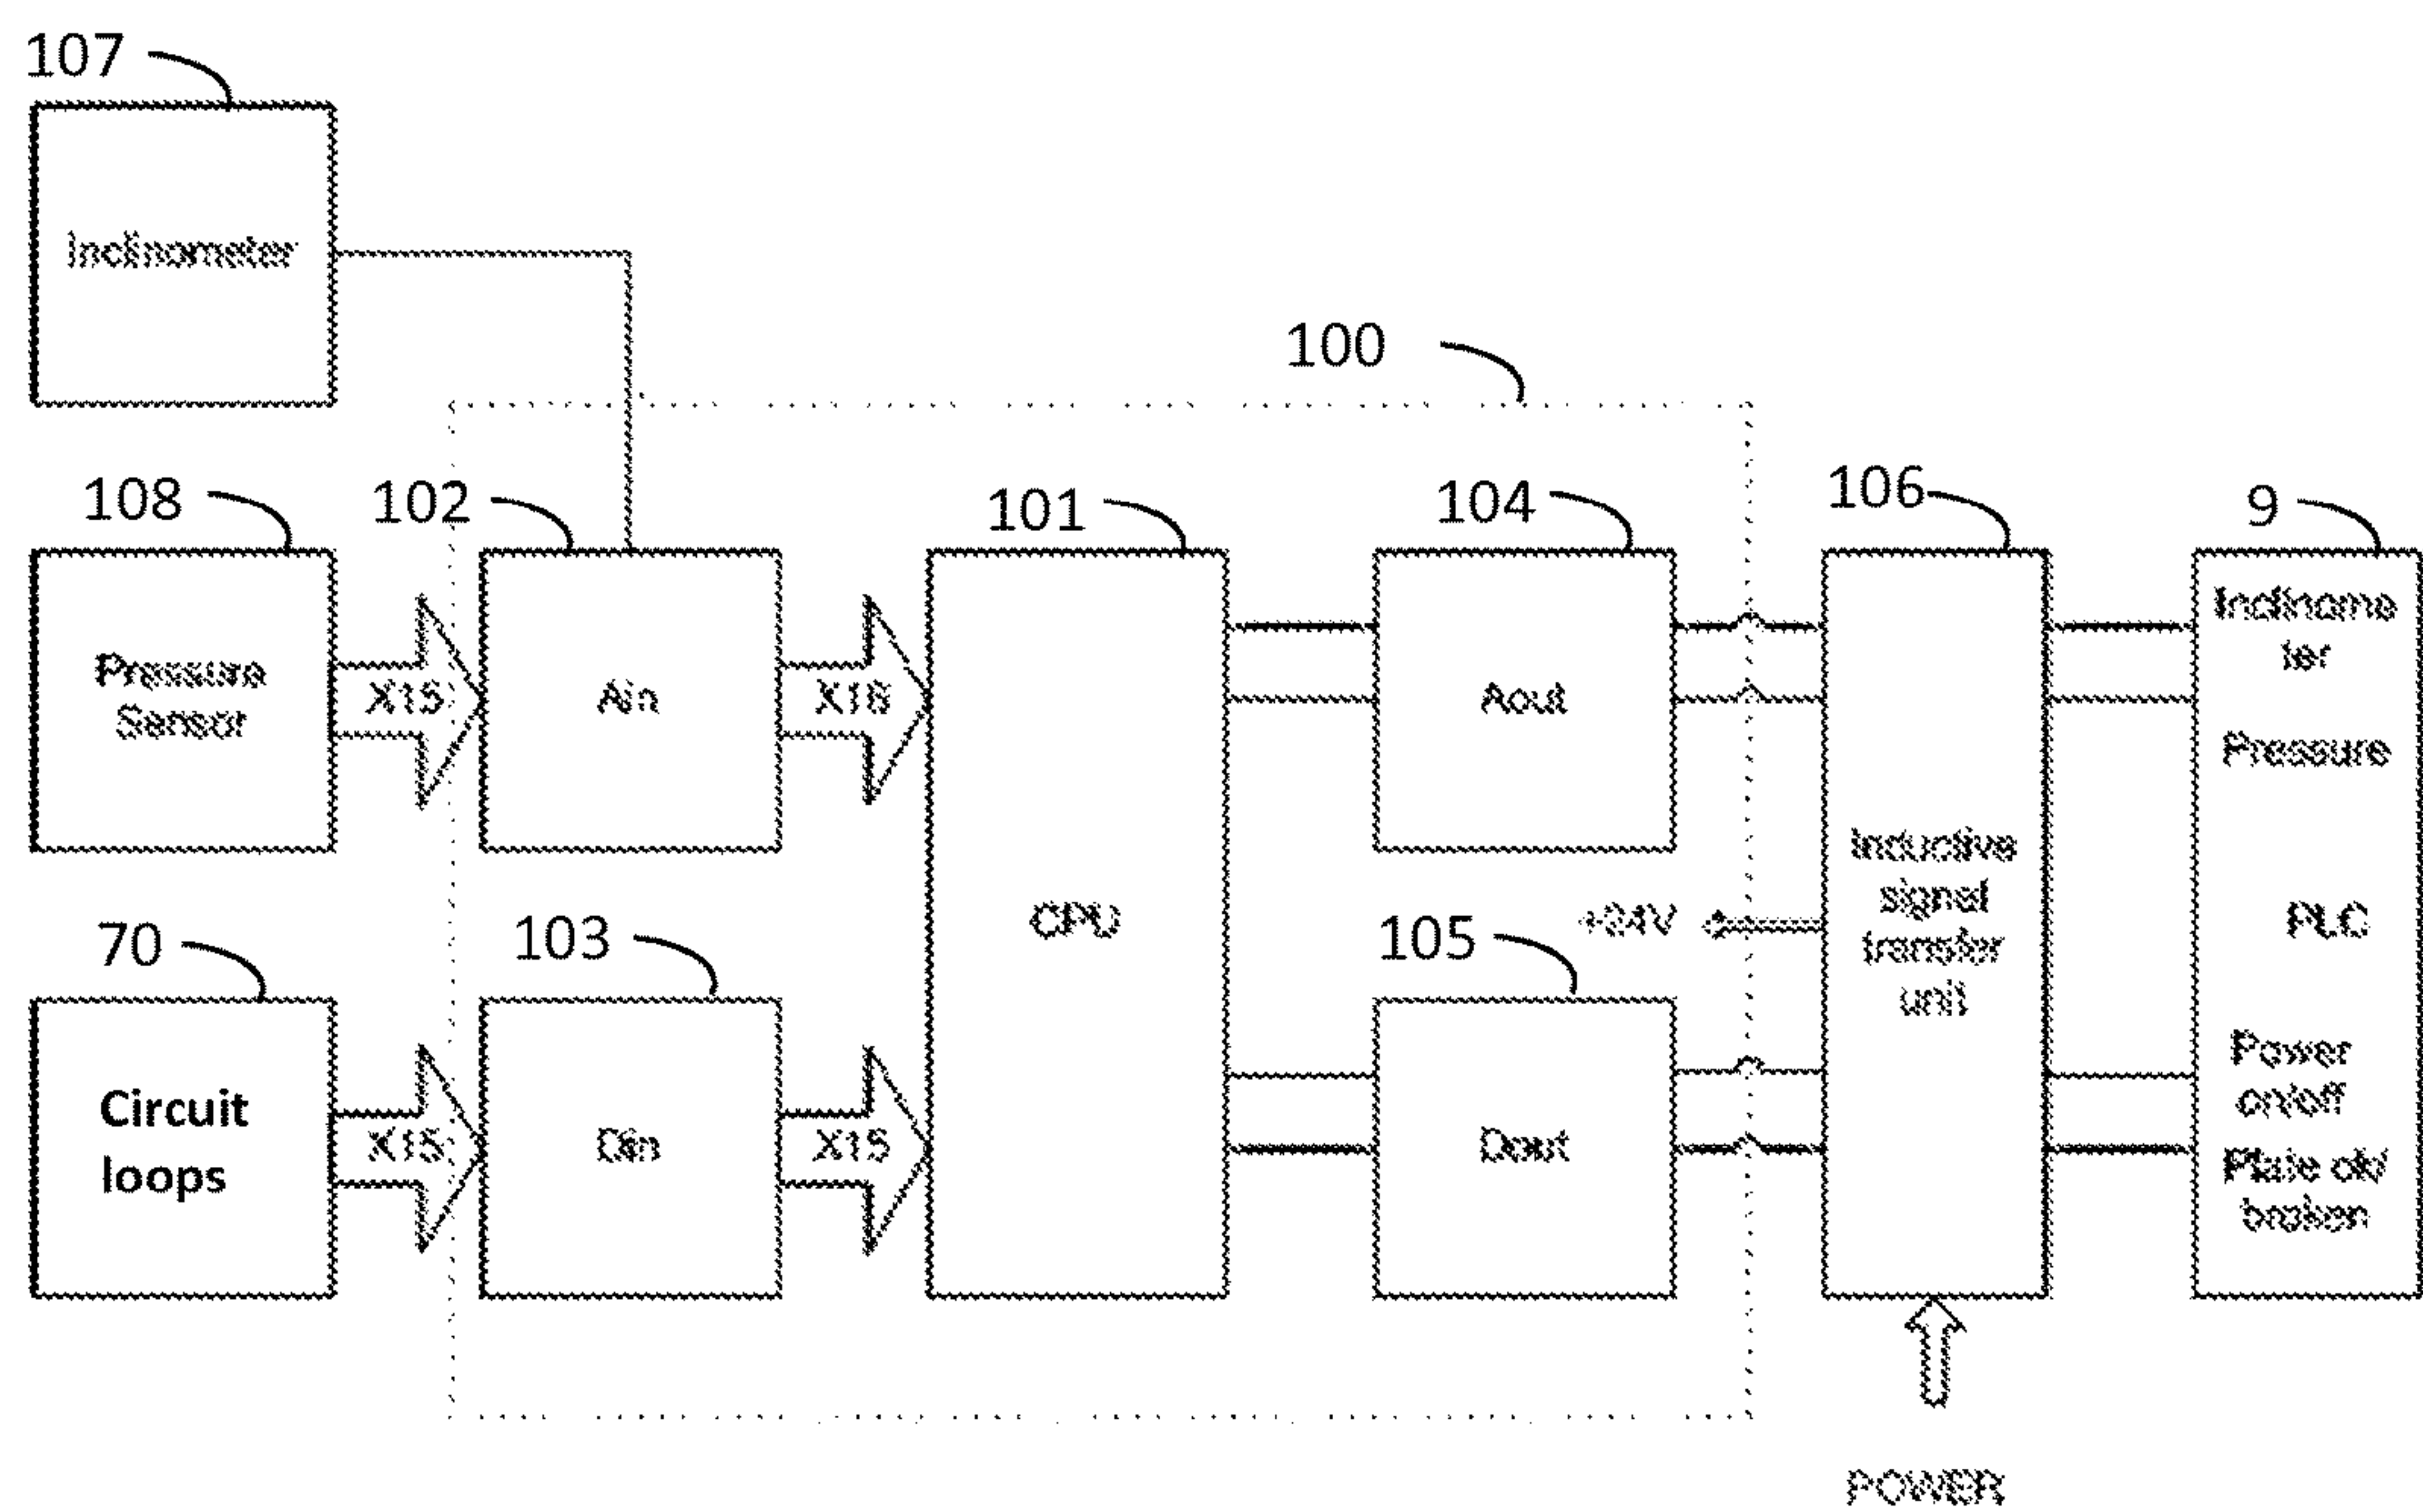 107
Inclinometer
100
108
102
101
104
106
9
Pressure
Sensor
X15
Ain
X16
CPU
Aout
Inductive
signal
transfer
unit
Inclinome
ter
Pressure
PLC
Power
on/off
Plate ok/
broken
+24V
70
103
105
Circuit
loops
X15
Din
X15
Dout
POWER